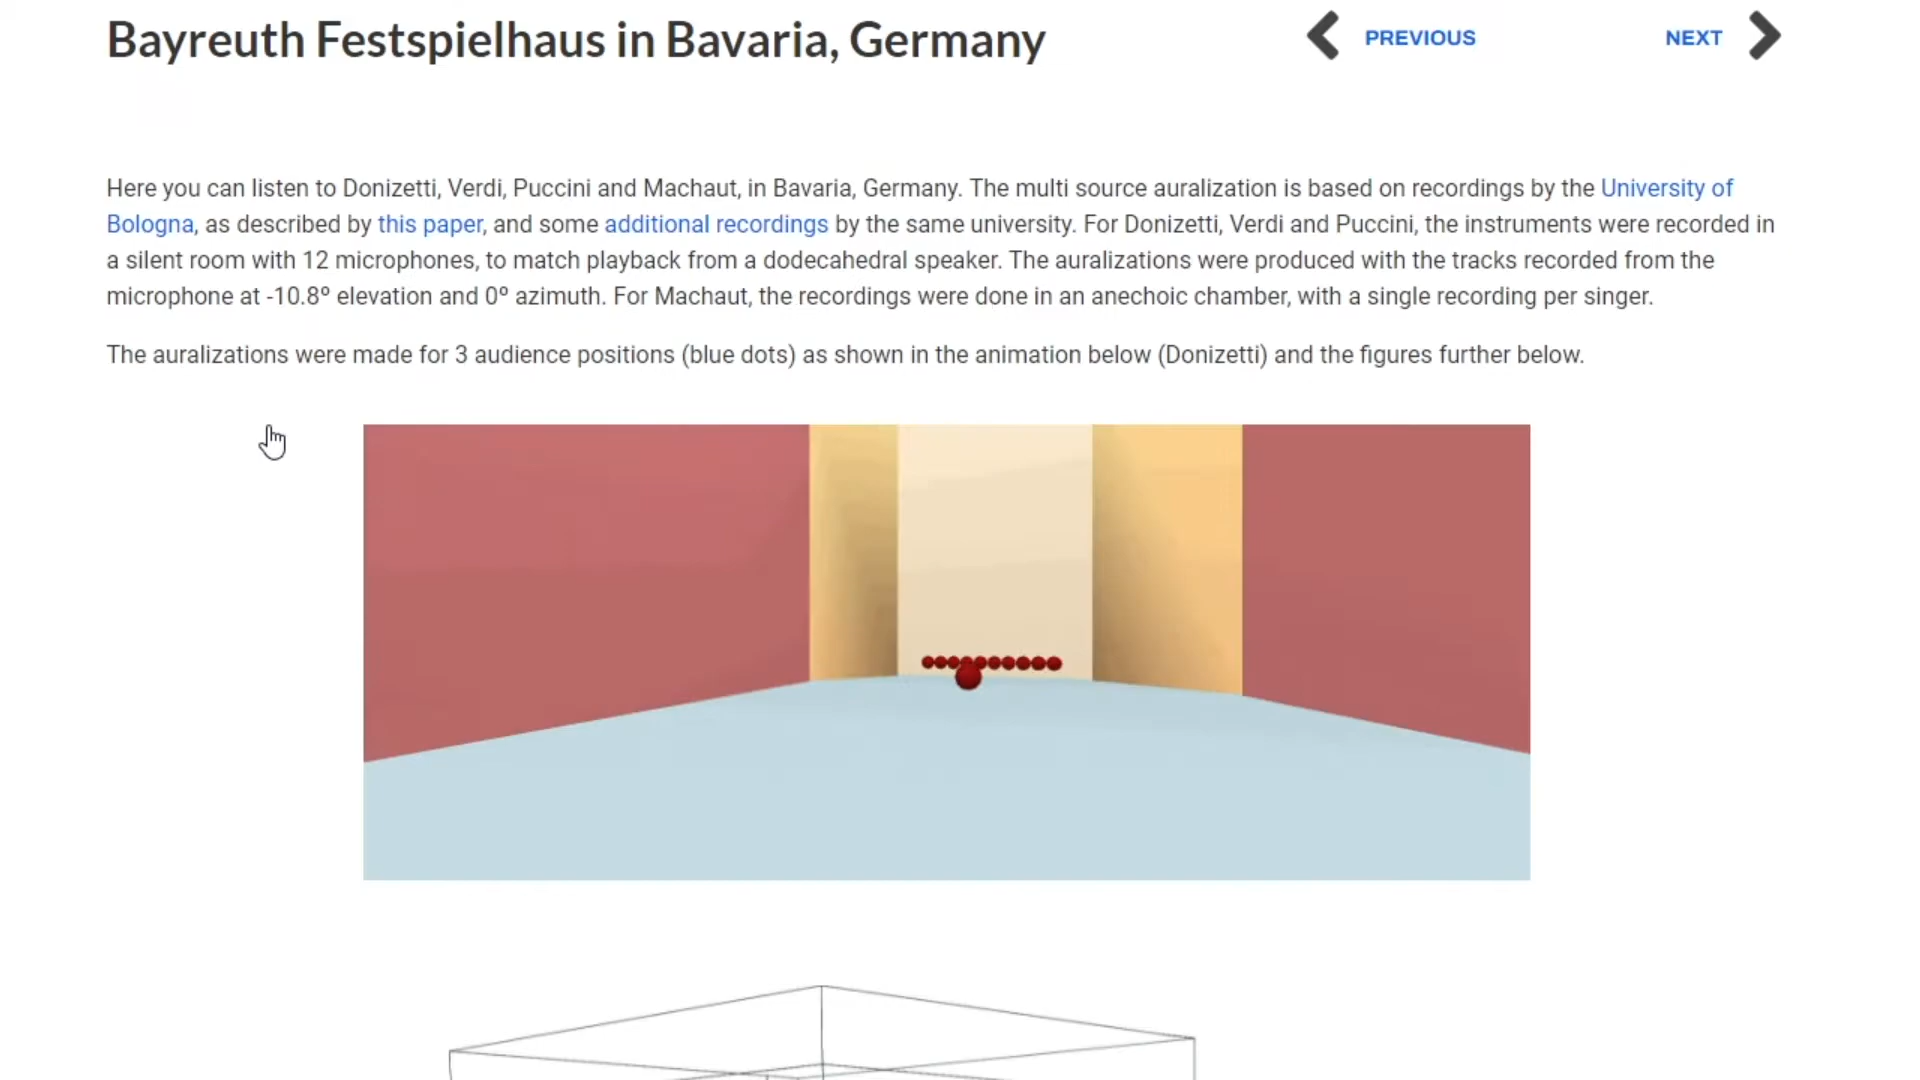 Bayreuth Festspielhaus in Bavaria, Germany
PREVIOUS
NEXT
Here you can listen to Donizetti, Verdi, Puccini and Machaut, in Bavaria, Germany. The multi source auralization is based on recordings by the University of
Bologna, as described by this paper, and some additional recordings by the same university. For Donizetti, Verdi and Puccini, the instruments were recorded in
a silent room with 12 microphones, to match playback from a dodecahedral speaker. The auralizations were produced with the tracks recorded from the
microphone at -10.8º elevation and 0º azimuth. For Machaut, the recordings were done in an anechoic chamber, with a single recording per singer.
The auralizations were made for 3 audience positions (blue dots) as shown in the animation below (Donizetti) and the figures further below.